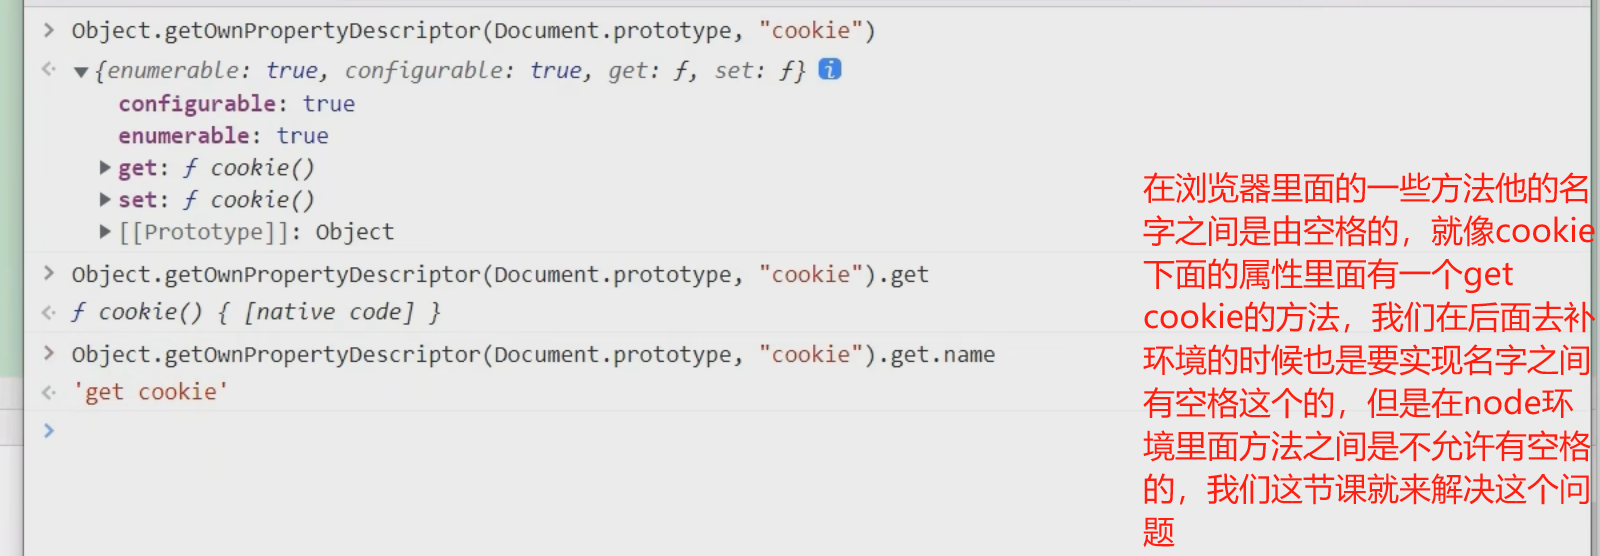 > Object.getOwnPropertyDescriptor(Document.prototype, "cookie")
<· ▼{enumerable: true, configurable: true, get: ƒ, set: ƒ} i
configurable: true
enumerable: true
▶get: ƒ cookie()
▶set: ƒ cookie()
▶[[Prototype]]: Object
> Object.getOwnPropertyDescriptor(Document.prototype, "cookie").get
<· ƒ cookie() { [native code] }
> Object.getOwnPropertyDescriptor(Document.prototype, "cookie").get.name
<· 'get cookie'
>
在浏览器里面的一些方法他的名
字之间是由空格的，就像cookie
下面的属性里面有一个get
cookie的方法，我们在后面去补
环境的时候也是要实现名字之间
有空格这个的，但是在node环
境里面方法之间是不允许有空格
的，我们这节课就来解决这个问
题